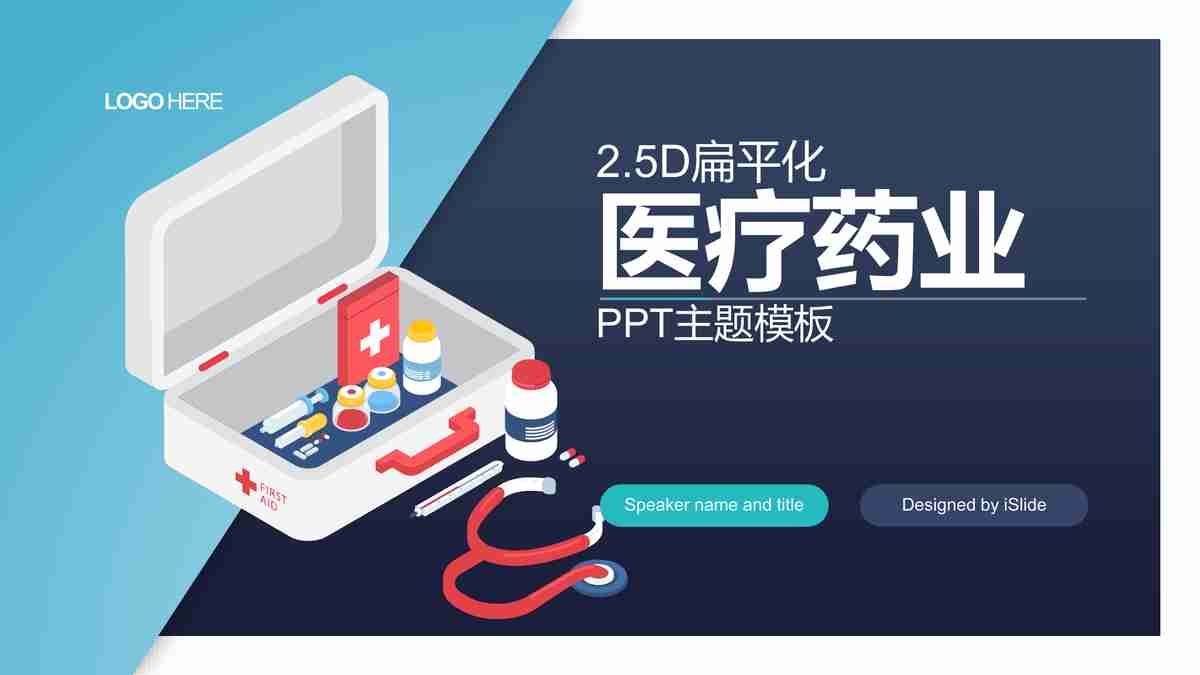 LOGO HERE
2.5D扁平化
医疗药业
PPT主题模板
FIRST
AID
Speaker name and title
Designed by iSlide